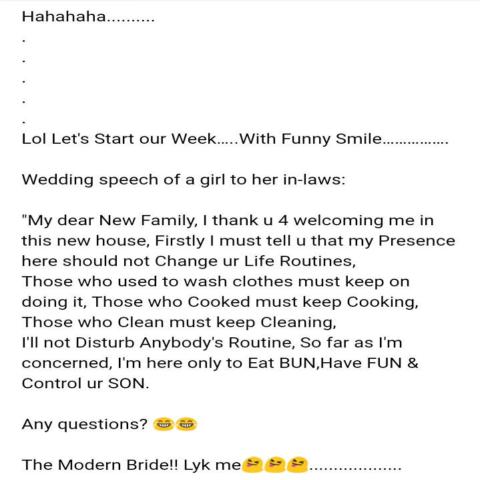 Hahahaha..........
.
.
.
.
.
Lol Let's Start our Week.....With Funny Smile................
Wedding speech of a girl to her in-laws:
"My dear New Family, I thank u 4 welcoming me in
this new house, Firstly I must tell u that my Presence
here should not Change ur Life Routines,
Those who used to wash clothes must keep on
doing it, Those who Cooked must keep Cooking,
Those who Clean must keep Cleaning,
I'll not Disturb Anybody's Routine, So far as I'm
concerned, I'm here only to Eat BUN,Have FUN &
Control ur SON.
Any questions? 😂😂
The Modern Bride!! Lyk me🤪🤪🤪...................